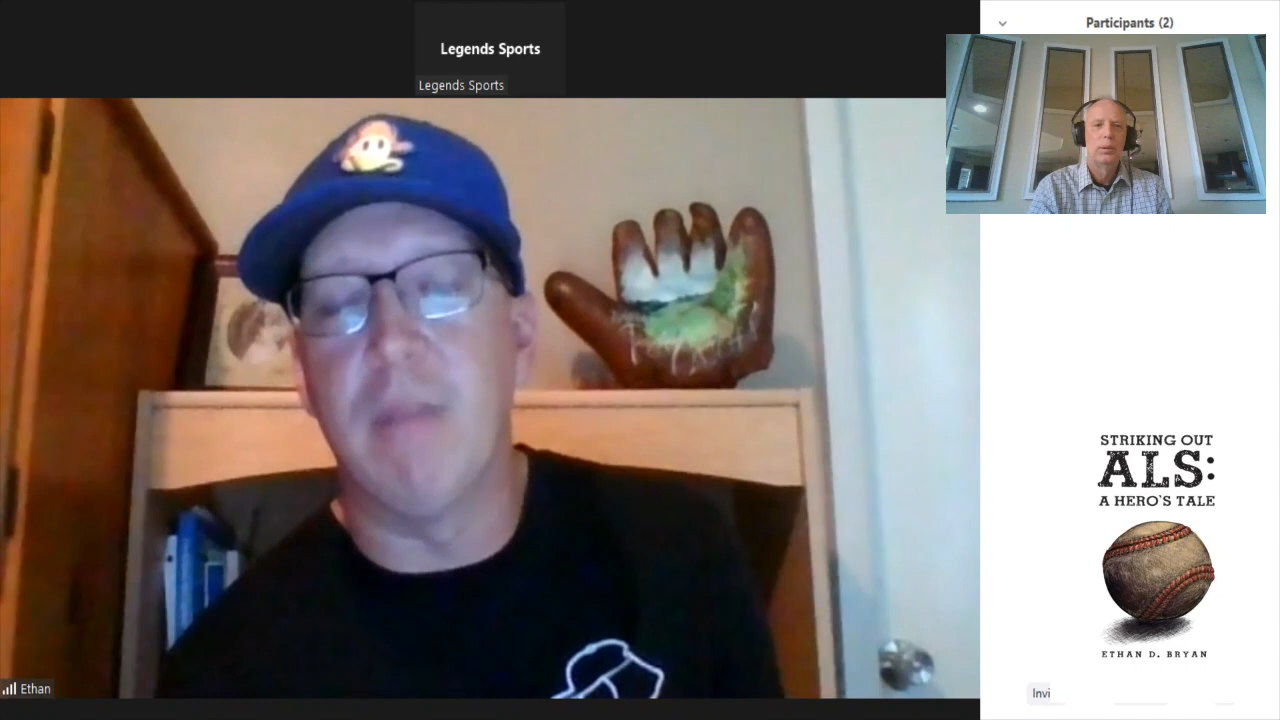 Legends Sports
Legends Sports
Participants (2)
STRIKING OUT
ALS:
A HERO'S TALE
ETHAN D. BRYAN
Ethan
Invi